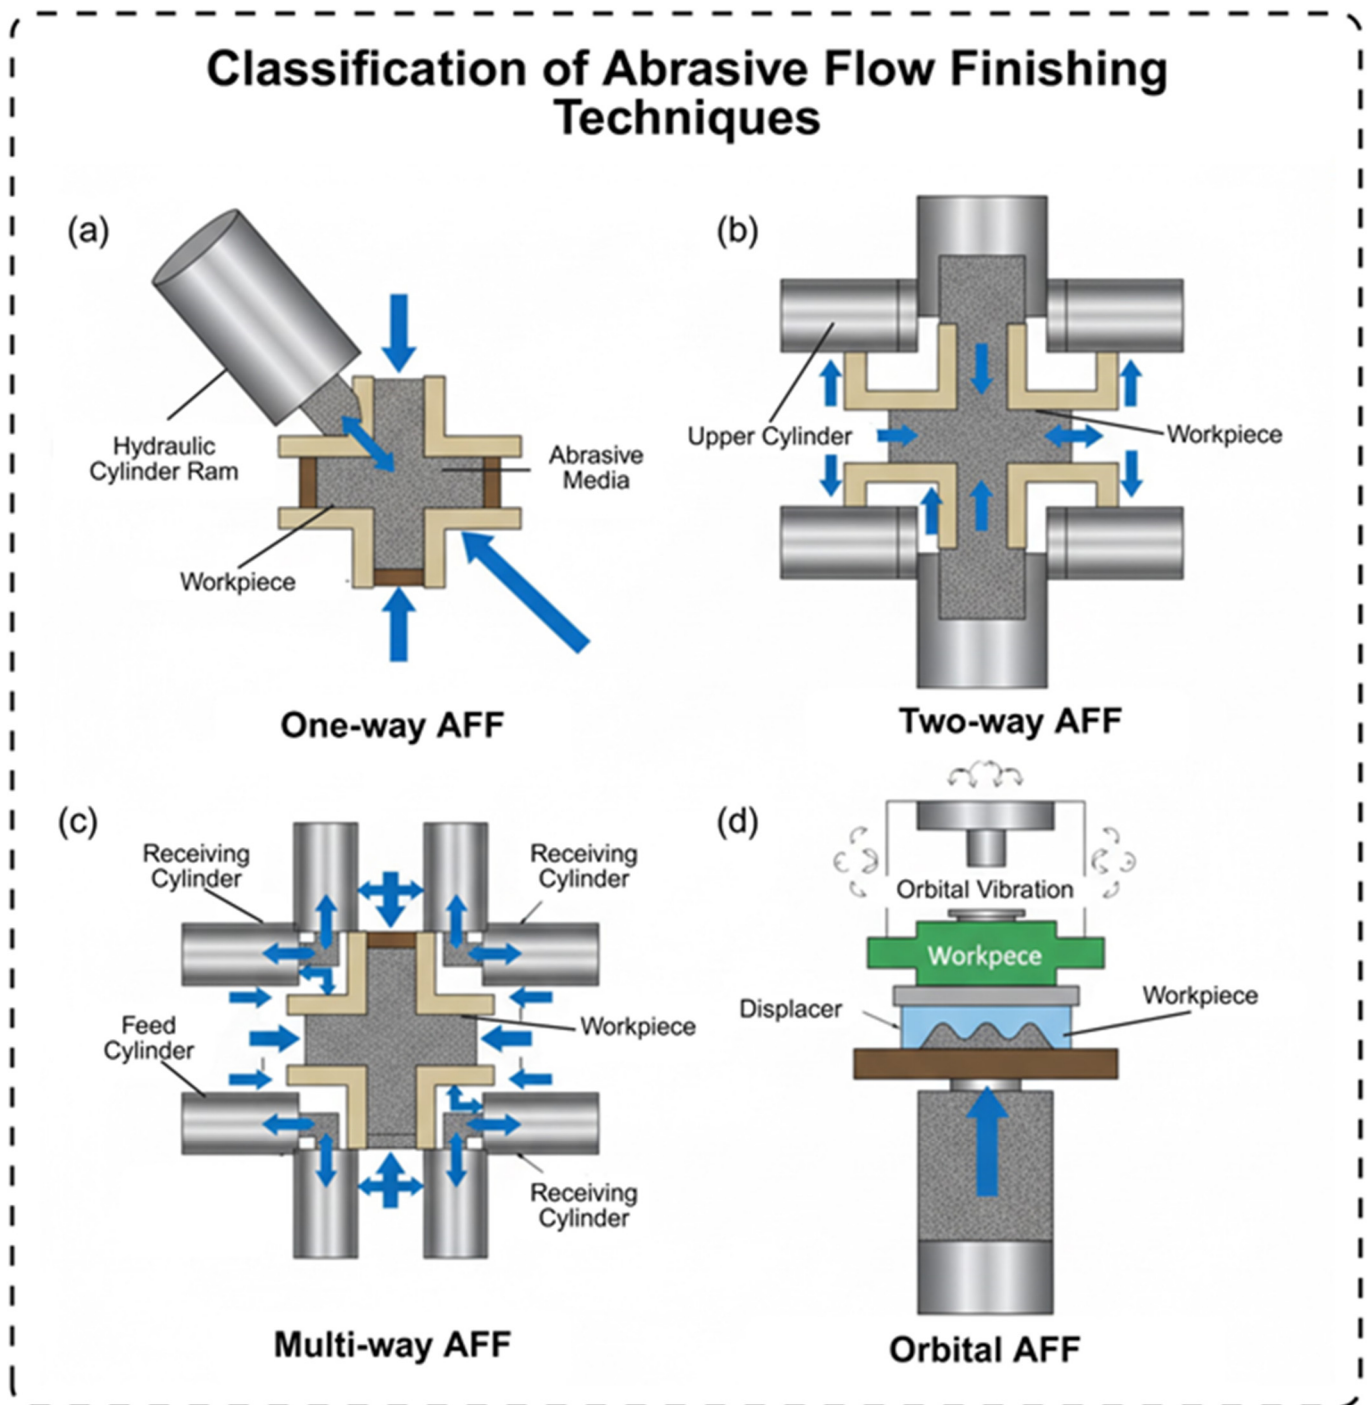 Classification of Abrasive Flow Finishing
Techniques
(a)
Hydraulic
Cylinder Ram
Abrasive
Media
Workpiece
One-way AFF
(b)
Upper Cylinder
Workpiece
Two-way AFF
(c)
Receiving
Cylinder
Receiving
Cylinder
Feed
Cylinder
Workpiece
Receiving
Cylinder
Multi-way AFF
(d)
Orbital Vibration
Workpece
Displacer
Workpiece
Orbital AFF